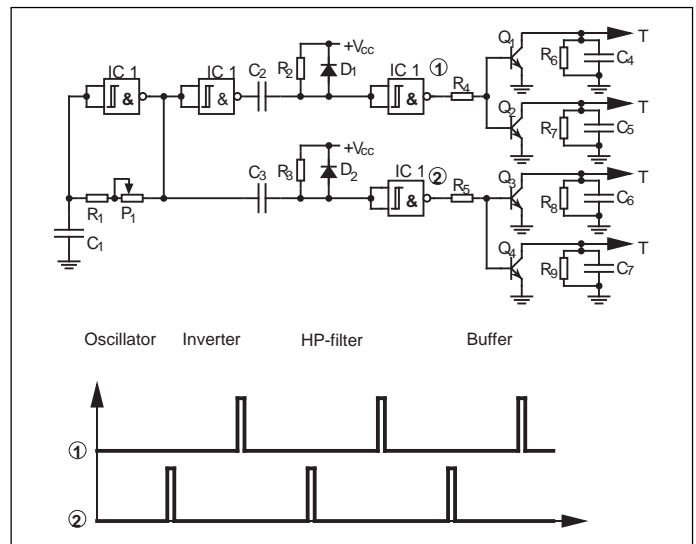 Q1
T
+Vcc
R6
C4
IC 1
IC 1
C2
R2
D1
IC 1
①
R4
&
&
&
Q2
T
R7
C5
+Vcc
Q3
T
C3
R3
D2
IC 1
②
R5
R8
C6
&
R1
P1
C1
Q4
T
R9
C7
Oscillator Inverter HP-filter Buffer
①
②